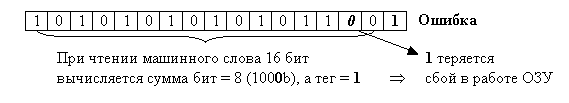 1 0 1 0 1 0 1 0 1 0 1 0 1 1 0 0 1 Ошибка
При чтении машинного слова 16 бит
вычисляется сумма бит = 8 (1000b), а тег = 1 ⇒
1 теряется
сбой в работе ОЗУ